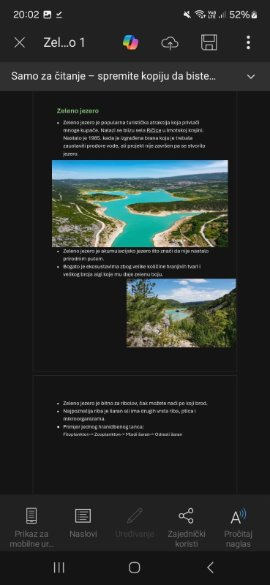 20:02
52%
Zel...o 1
Samo za čitanje – spremite kopiju da biste...
Zeleno jezero
• Zeleno jezero je popularna turistička atrakcija koja privlači
mnoge kupače. Nalazi se blizu sela Ričice u Imotskoj krajini.
Nastalo je 1985. kada je izgrađena brana koja je trebala
zaustaviti prodore vode, ali projekt nije završen pa se stvorilo
jezero.
• Zeleno jezero je akumulacijsko jezero što znači da nije nastalo
prirodnim putem.
• Bogato je ekosustavima zbog velike količine hranjivih tvari i
velikog broja algi koje mu daje zelenu boju.
• Zeleno jezero je bitno za ribolov, čak možete naći po koji brod.
• Najpoznatija riba je šaran ali ima drugih vrsta riba, ptica i
mikroorganizama.
• Primjer jednog hranidbenog lanca:
Fitoplankton-> Zooplankton-> Mladi šaran-> Odrasli šaran
Prikaz za
mobilne ur...
Naslovi
Uređivanje
Zajednički
koristi
Pročitaj
naglas